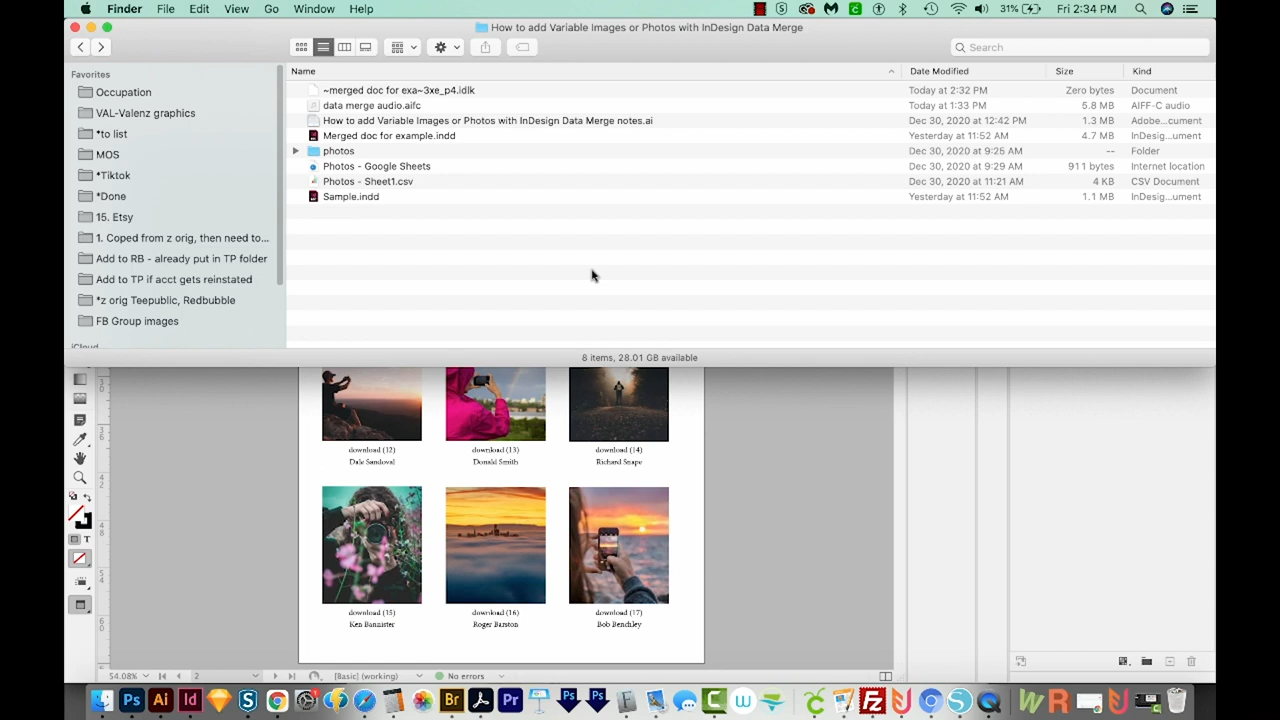 Finder File Edit View Go Window Help 31% Fri 2:34 PM
How to add Variable Images or Photos with InDesign Data Merge
Search
Favorites
Occupation
VAL-Valenz graphics
*to list
MOS
*Tiktok
*Done
15. Etsy
1. Coped from z orig, then need to...
Add to RB - already put in TP folder
Add to TP if acct gets reinstated
*z orig Teepublic, Redbubble
FB Group images
iCloud
Name Date Modified Size Kind
~merged doc for exa~3xe_p4.idlk Today at 2:32 PM Zero bytes Document
data merge audio.aifc Today at 1:33 PM 5.8 MB AIFF-C audio
How to add Variable Images or Photos with InDesign Data Merge notes.ai Dec 30, 2020 at 12:42 PM 1.3 MB Adobe...cument
Merged doc for example.indd Yesterday at 11:52 AM 4.7 MB InDesig...ument
photos Dec 30, 2020 at 9:25 AM -- Folder
Photos - Google Sheets Dec 30, 2020 at 9:29 AM 911 bytes Internet location
Photos - Sheet1.csv Dec 30, 2020 at 11:21 AM 4 KB CSV Document
Sample.indd Yesterday at 11:52 AM 1.1 MB InDesig...ument
8 items, 28.01 GB available
download (12) download (13) download (14)
Dale Sandoval Donald Smith Richard Snape
download (15) download (16) download (17)
Ken Bannister Roger Barston Bob Benchley
54.08% 2 [Basic] (working) No errors
Ps Ai Id S Br Pr W Fz